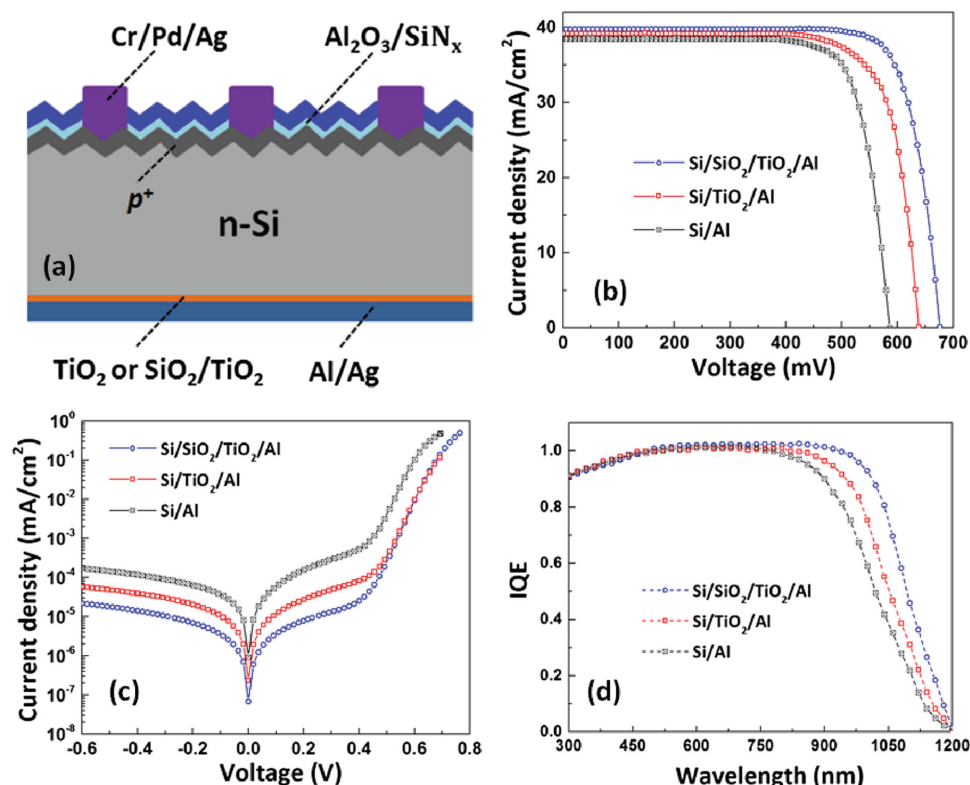 Cr/Pd/Ag
Al₂O₃/SiNₓ
p⁺
n-Si
(a)
TiO₂ or SiO₂/TiO₂
Al/Ag
Current density (mA/cm²)
40
30
20
10
0
Si/SiO₂/TiO₂/Al
Si/TiO₂/Al
Si/Al
(b)
0 100 200 300 400 500 600 700
Voltage (mV)
Current density (mA/cm²)
10⁰
10⁻¹
10⁻²
10⁻³
10⁻⁴
10⁻⁵
10⁻⁶
10⁻⁷
10⁻⁸
Si/SiO₂/TiO₂/Al
Si/TiO₂/Al
Si/Al
(c)
-0.6 -0.4 -0.2 0.0 0.2 0.4 0.6 0.8
Voltage (V)
IQE
1.0
0.8
0.6
0.4
0.2
0.0
Si/SiO₂/TiO₂/Al
Si/TiO₂/Al
Si/Al
(d)
300 450 600 750 900 1050 1200
Wavelength (nm)